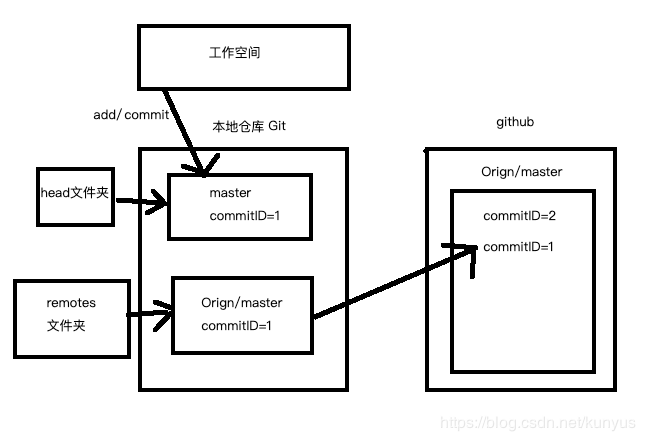 工作空间
add/commit
本地仓库 Git
github
head文件夹
master
commitID=1
Orign/master
commitID=2
commitID=1
remotes
文件夹
Orign/master
commitID=1
https://blog.csdn.net/kunyus